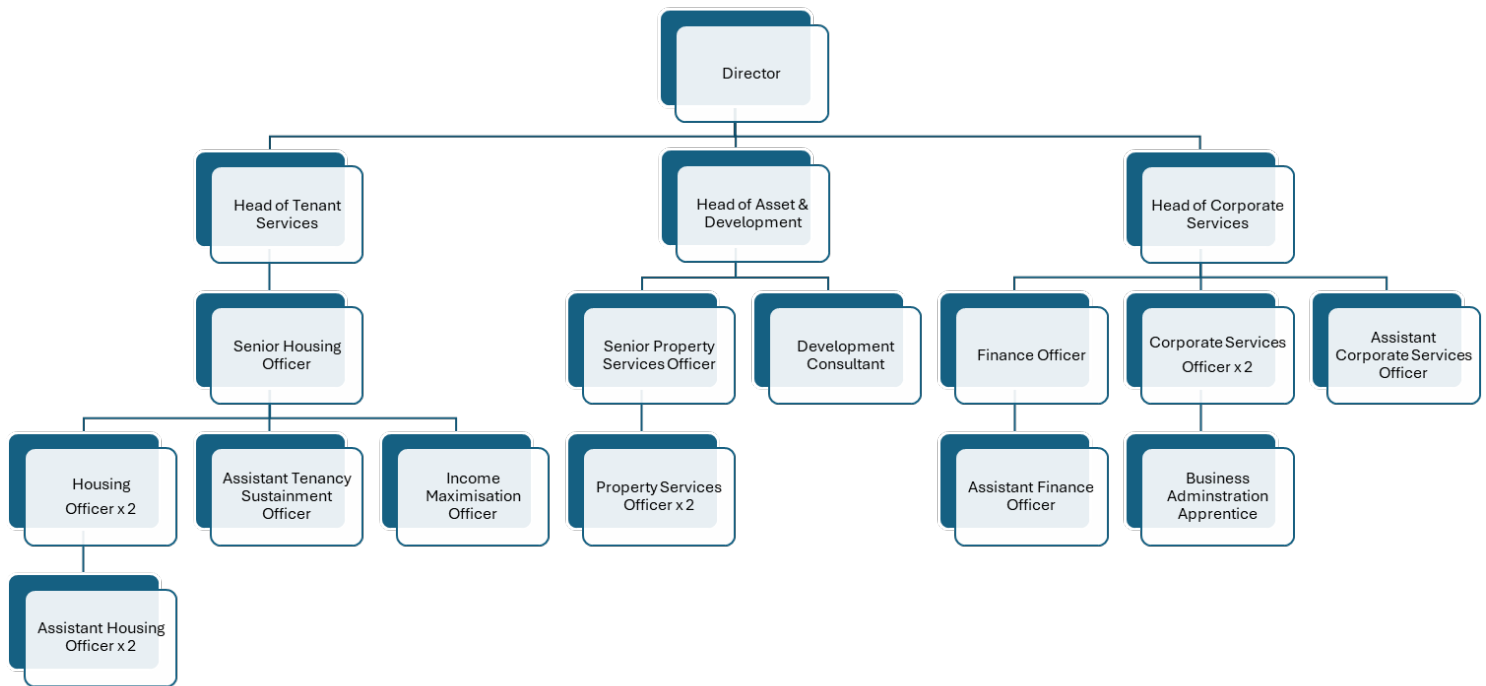 Director
Head of Tenant
Services
Head of Asset &
Development
Head of Corporate
Services
Senior Housing
Officer
Senior Property
Services Officer
Development
Consultant
Finance Officer
Corporate Services
Officer x 2
Assistant
Corporate Services
Officer
Housing
Officer x 2
Assistant Tenancy
Sustainment
Officer
Income
Maximisation
Officer
Property Services
Officer x 2
Assistant Finance
Officer
Business
Adminstration
Apprentice
Assistant Housing
Officer x 2